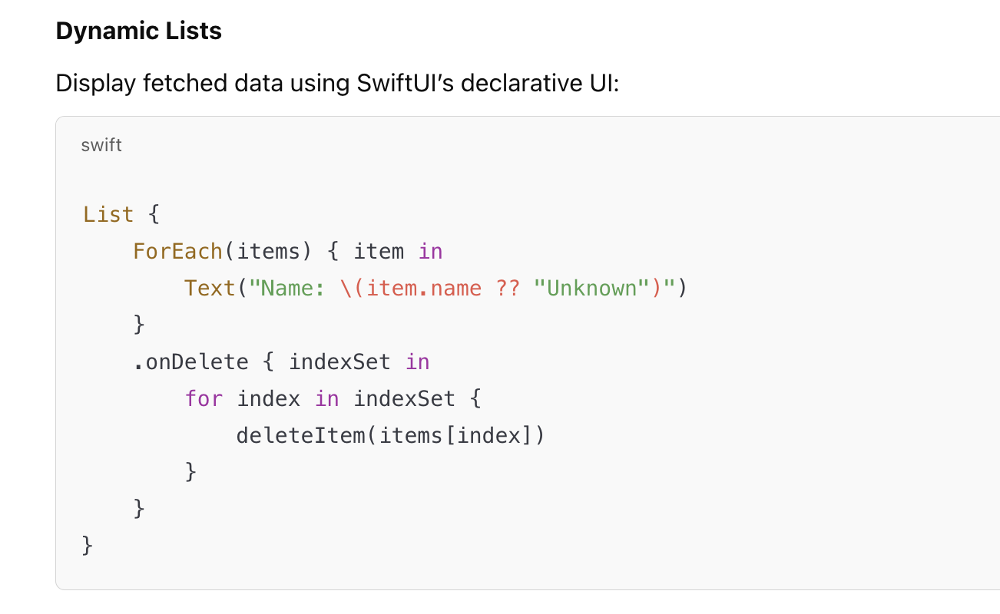 Dynamic Lists
Display fetched data using SwiftUI’s declarative UI:
swift
List {
    ForEach(items) { item in
        Text("Name: \(item.name ?? "Unknown")")
    }
    .onDelete { indexSet in
        for index in indexSet {
            deleteItem(items[index])
        }
    }
}